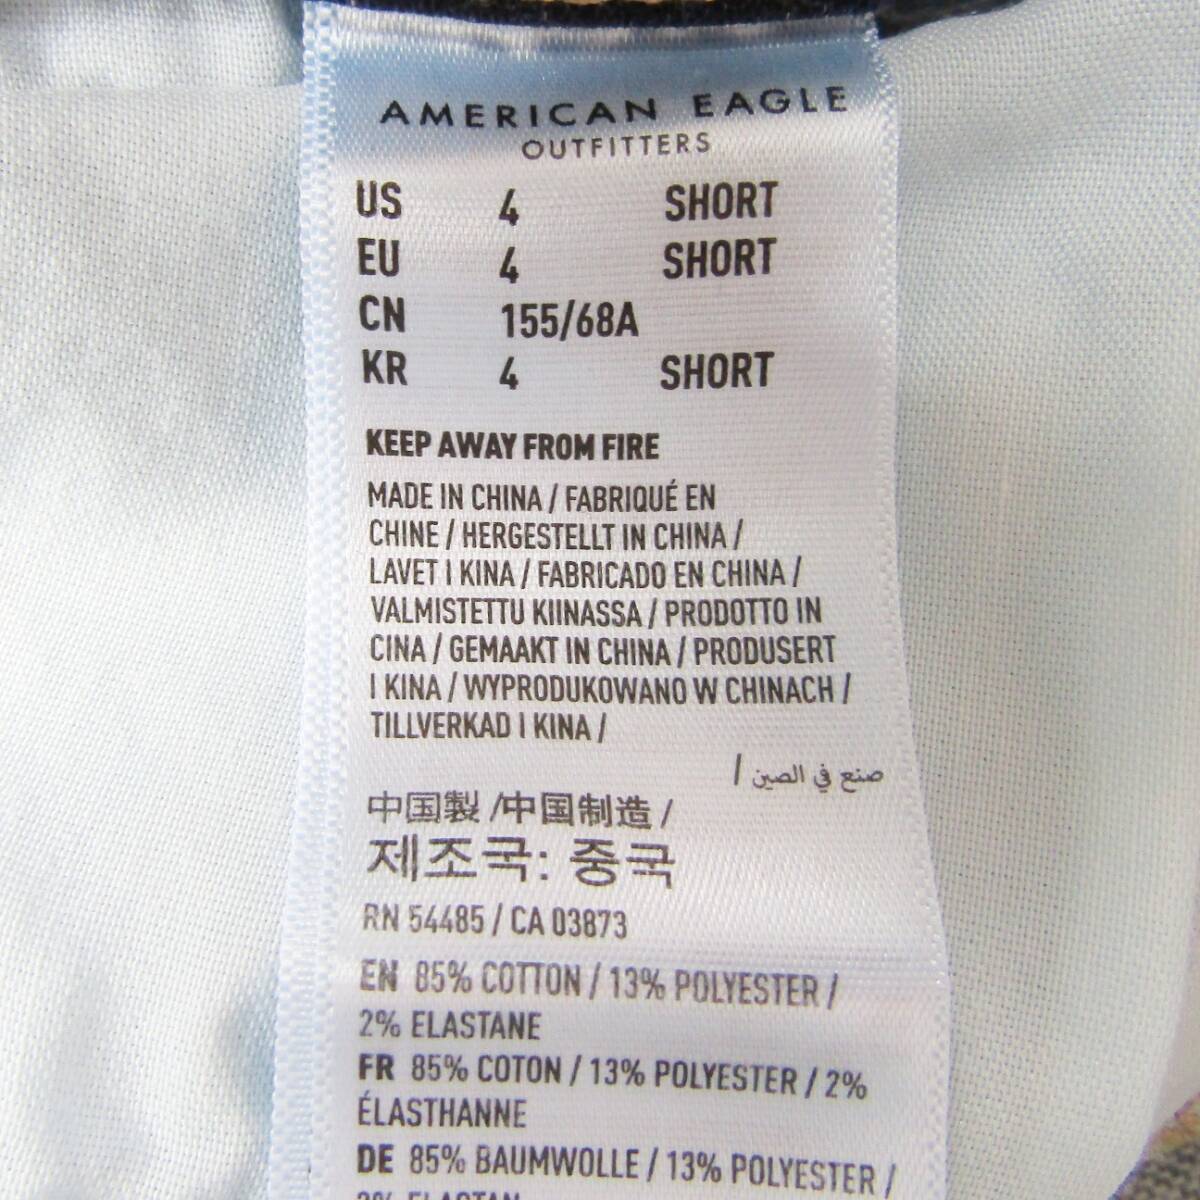 AMERICAN EAGLE
OUTFITTERS
US 4 SHORT
EU 4 SHORT
CN 155/68A
KR 4 SHORT
KEEP AWAY FROM FIRE
MADE IN CHINA / FABRIQUÉ EN
CHINE / HERGESTELLT IN CHINA /
LAVET I KINA / FABRICADO EN CHINA /
VALMISTETTU KIINASSA / PRODOTTO IN
CINA / GEMAAKT IN CHINA / PRODUSERT
I KINA / WYPRODUKOWANO W CHINACH /
TILLVERKAD I KINA /
صنع في الصين /
中国製 /中国制造 /
제조국: 중국
RN 54485 / CA 03873
EN 85% COTTON / 13% POLYESTER /
2% ELASTANE
FR 85% COTON / 13% POLYESTER / 2%
ÉLASTHANNE
DE 85% BAUMWOLLE / 13% POLYESTER /
2% ELASTAN